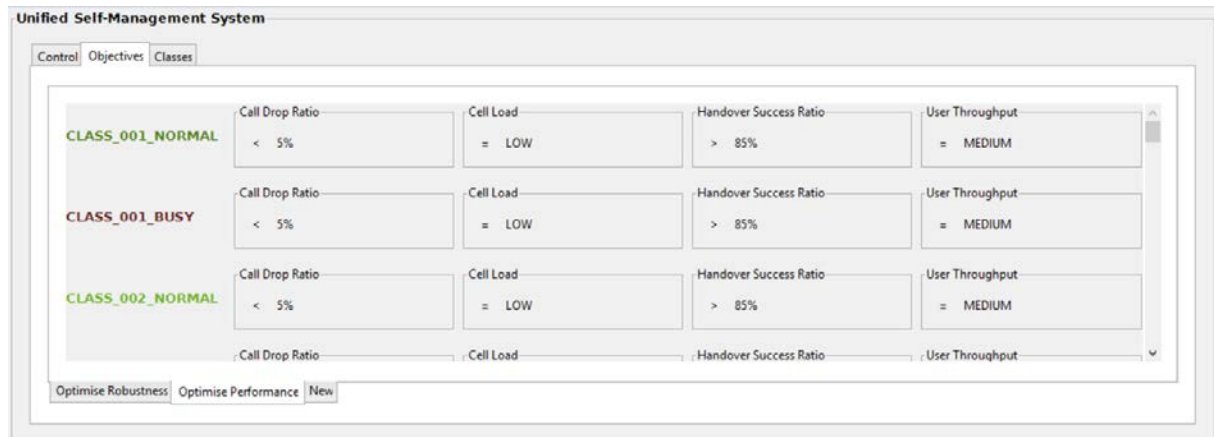 Unified Self-Management System
Control Objectives Classes
Call Drop Ratio Cell Load Handover Success Ratio User Throughput
CLASS_001_NORMAL < 5% = LOW > 85% = MEDIUM
Call Drop Ratio Cell Load Handover Success Ratio User Throughput
CLASS_001_BUSY < 5% = LOW > 85% = MEDIUM
Call Drop Ratio Cell Load Handover Success Ratio User Throughput
CLASS_002_NORMAL < 5% = LOW > 85% = MEDIUM
Call Drop Ratio Cell Load Handover Success Ratio User Throughput
Optimise Robustness Optimise Performance New